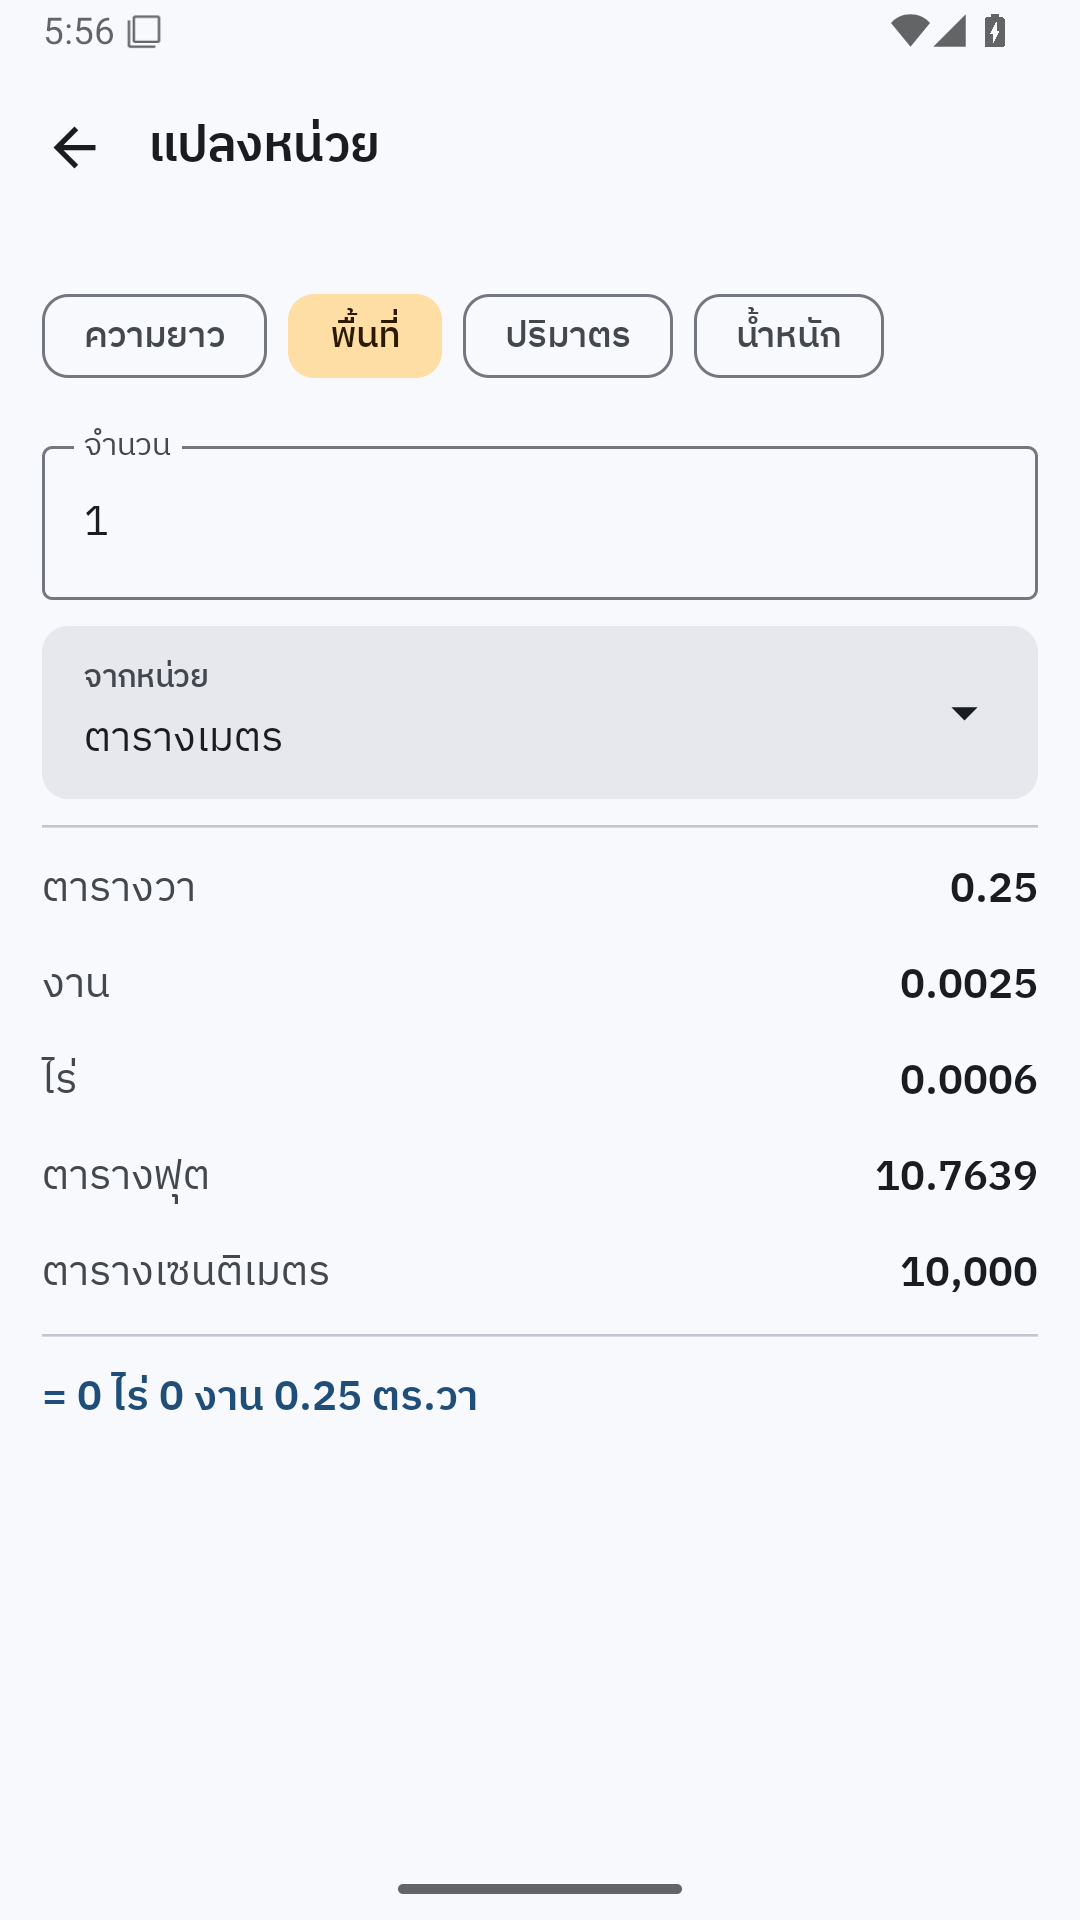 5:56
แปลงหน่วย
ความยาว พื้นที่ ปริมาตร น้ำหนัก
จำนวน
1
จากหน่วย
ตารางเมตร
ตารางวา 0.25
งาน 0.0025
ไร่ 0.0006
ตารางฟุต 10.7639
ตารางเซนติเมตร 10,000
= 0 ไร่ 0 งาน 0.25 ตร.วา